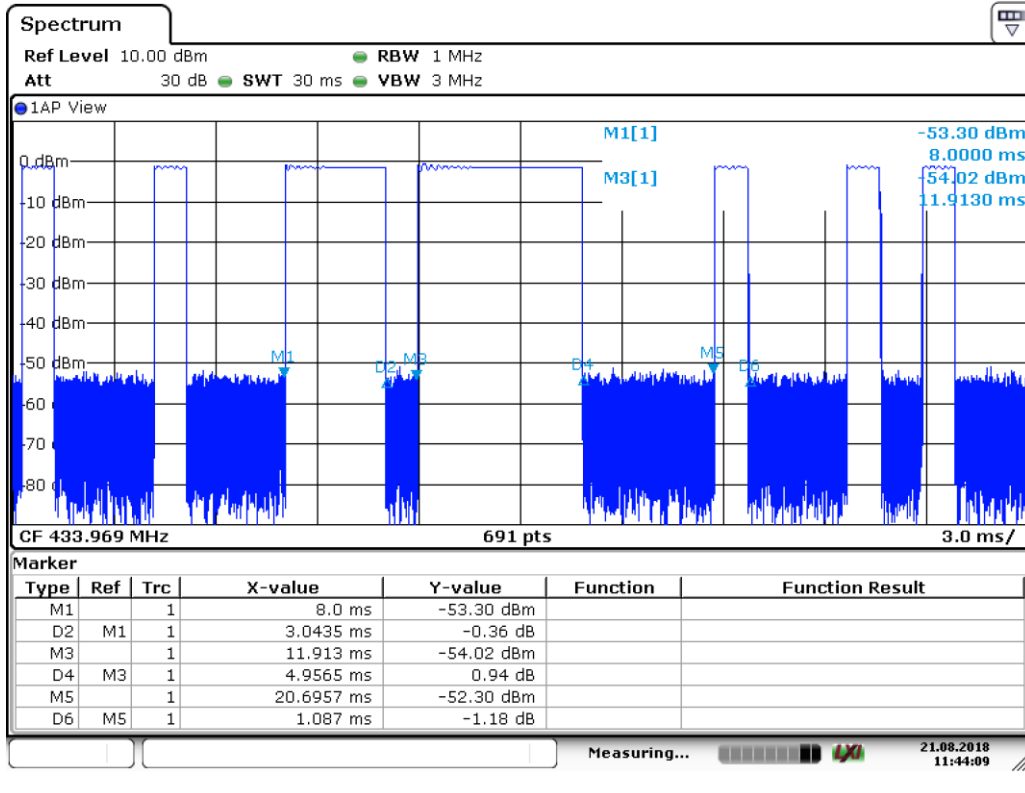 Spectrum
Ref Level 10.00 dBm RBW 1 MHz
Att 30 dB SWT 30 ms VBW 3 MHz
1AP View
M1[1] -53.30 dBm
8.0000 ms
0 dBm
M3[1] -54.02 dBm
-10 dBm 11.9130 ms
-20 dBm
-30 dBm
-40 dBm
M1 M3 M5
-50 dBm D2 D4 D6
-60
-70
-80
CF 433.969 MHz 691 pts 3.0 ms/
Marker
Type Ref Trc X-value Y-value Function Function Result
M1 1 8.0 ms -53.30 dBm
D2 M1 1 3.0435 ms -0.36 dB
M3 1 11.913 ms -54.02 dBm
D4 M3 1 4.9565 ms 0.94 dB
M5 1 20.6957 ms -52.30 dBm
D6 M5 1 1.087 ms -1.18 dB
Measuring... LXI 21.08.2018
11:44:09